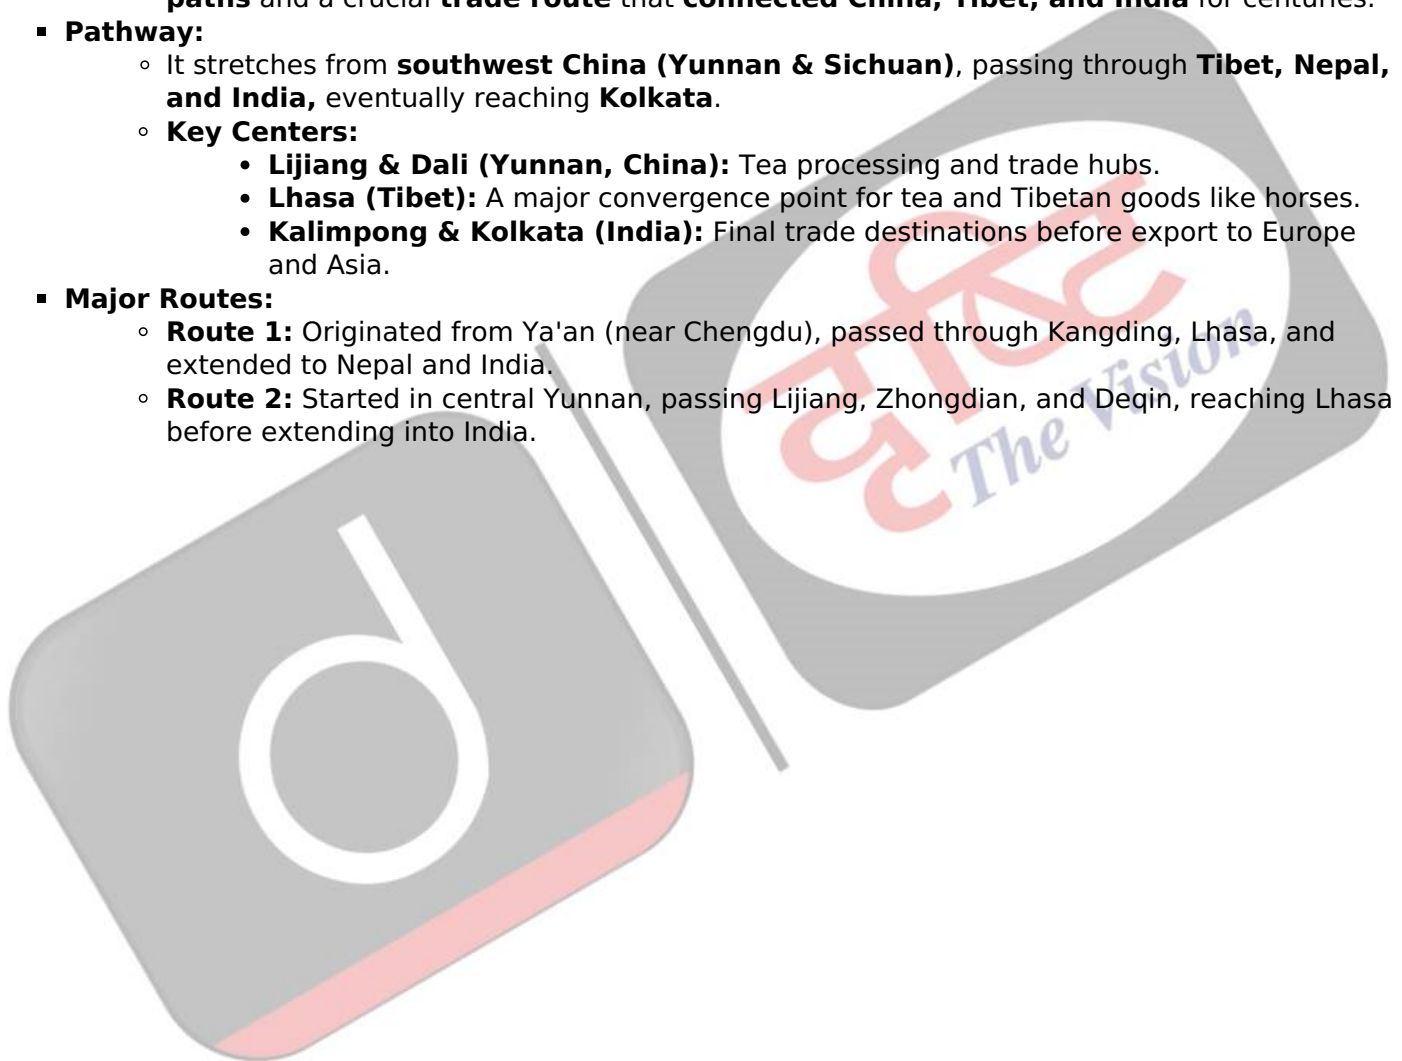 paths and a crucial trade route that connected China, Tibet, and India for centuries.
▪ Pathway:
◦ It stretches from southwest China (Yunnan & Sichuan), passing through Tibet, Nepal,
and India, eventually reaching Kolkata.
◦ Key Centers:
• Lijiang & Dali (Yunnan, China): Tea processing and trade hubs.
• Lhasa (Tibet): A major convergence point for tea and Tibetan goods like horses.
• Kalimpong & Kolkata (India): Final trade destinations before export to Europe
and Asia.
▪ Major Routes:
◦ Route 1: Originated from Ya'an (near Chengdu), passed through Kangding, Lhasa, and
extended to Nepal and India.
◦ Route 2: Started in central Yunnan, passing Lijiang, Zhongdian, and Deqin, reaching Lhasa
before extending into India.
दृष्टि
The Vision
d